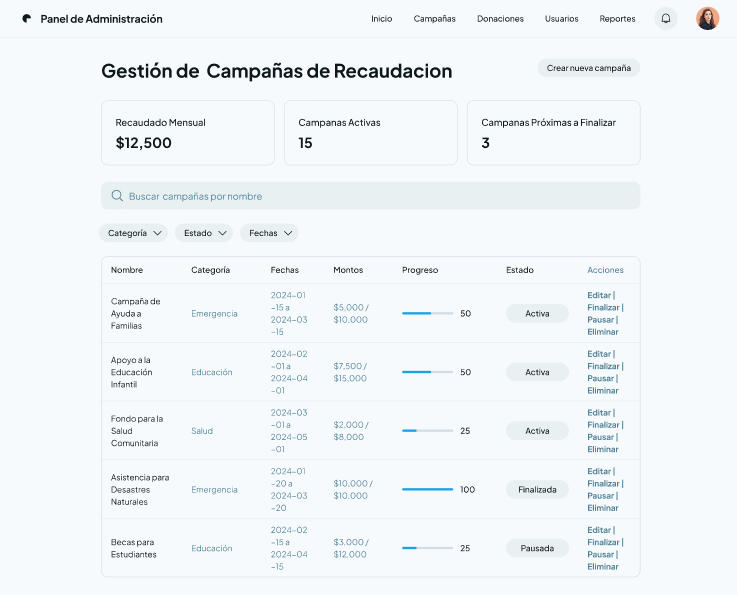 Panel de Administración
Inicio Campañas Donaciones Usuarios Reportes
Gestión de Campañas de Recaudacion
Crear nueva campaña
Recaudado Mensual
$12,500
Campanas Activas
15
Campanas Próximas a Finalizar
3
Buscar campañas por nombre
Categoría Estado Fechas
Nombre Categoría Fechas Montos Progreso Estado Acciones
Campaña de
Ayuda a
Familias
Emergencia
2024-01
-15 a
2024-03
-15
$5,000 /
$10,000
50
Activa
Editar |
Finalizar |
Pausar |
Eliminar
Apoyo a la
Educación
Infantil
Educación
2024-02
-01 a
2024-04
-01
$7,500 /
$15,000
50
Activa
Editar |
Finalizar |
Pausar |
Eliminar
Fondo para la
Salud
Comunitaria
Salud
2024-03
-01 a
2024-05
-01
$2,000 /
$8,000
25
Activa
Editar |
Finalizar |
Pausar |
Eliminar
Asistencia para
Desastres
Naturales
Emergencia
2024-01
-20 a
2024-03
-20
$10,000 /
$10,000
100
Finalizada
Editar |
Finalizar |
Pausar |
Eliminar
Becas para
Estudiantes
Educación
2024-02
-15 a
2024-04
-15
$3,000 /
$12,000
25
Pausada
Editar |
Finalizar |
Pausar |
Eliminar